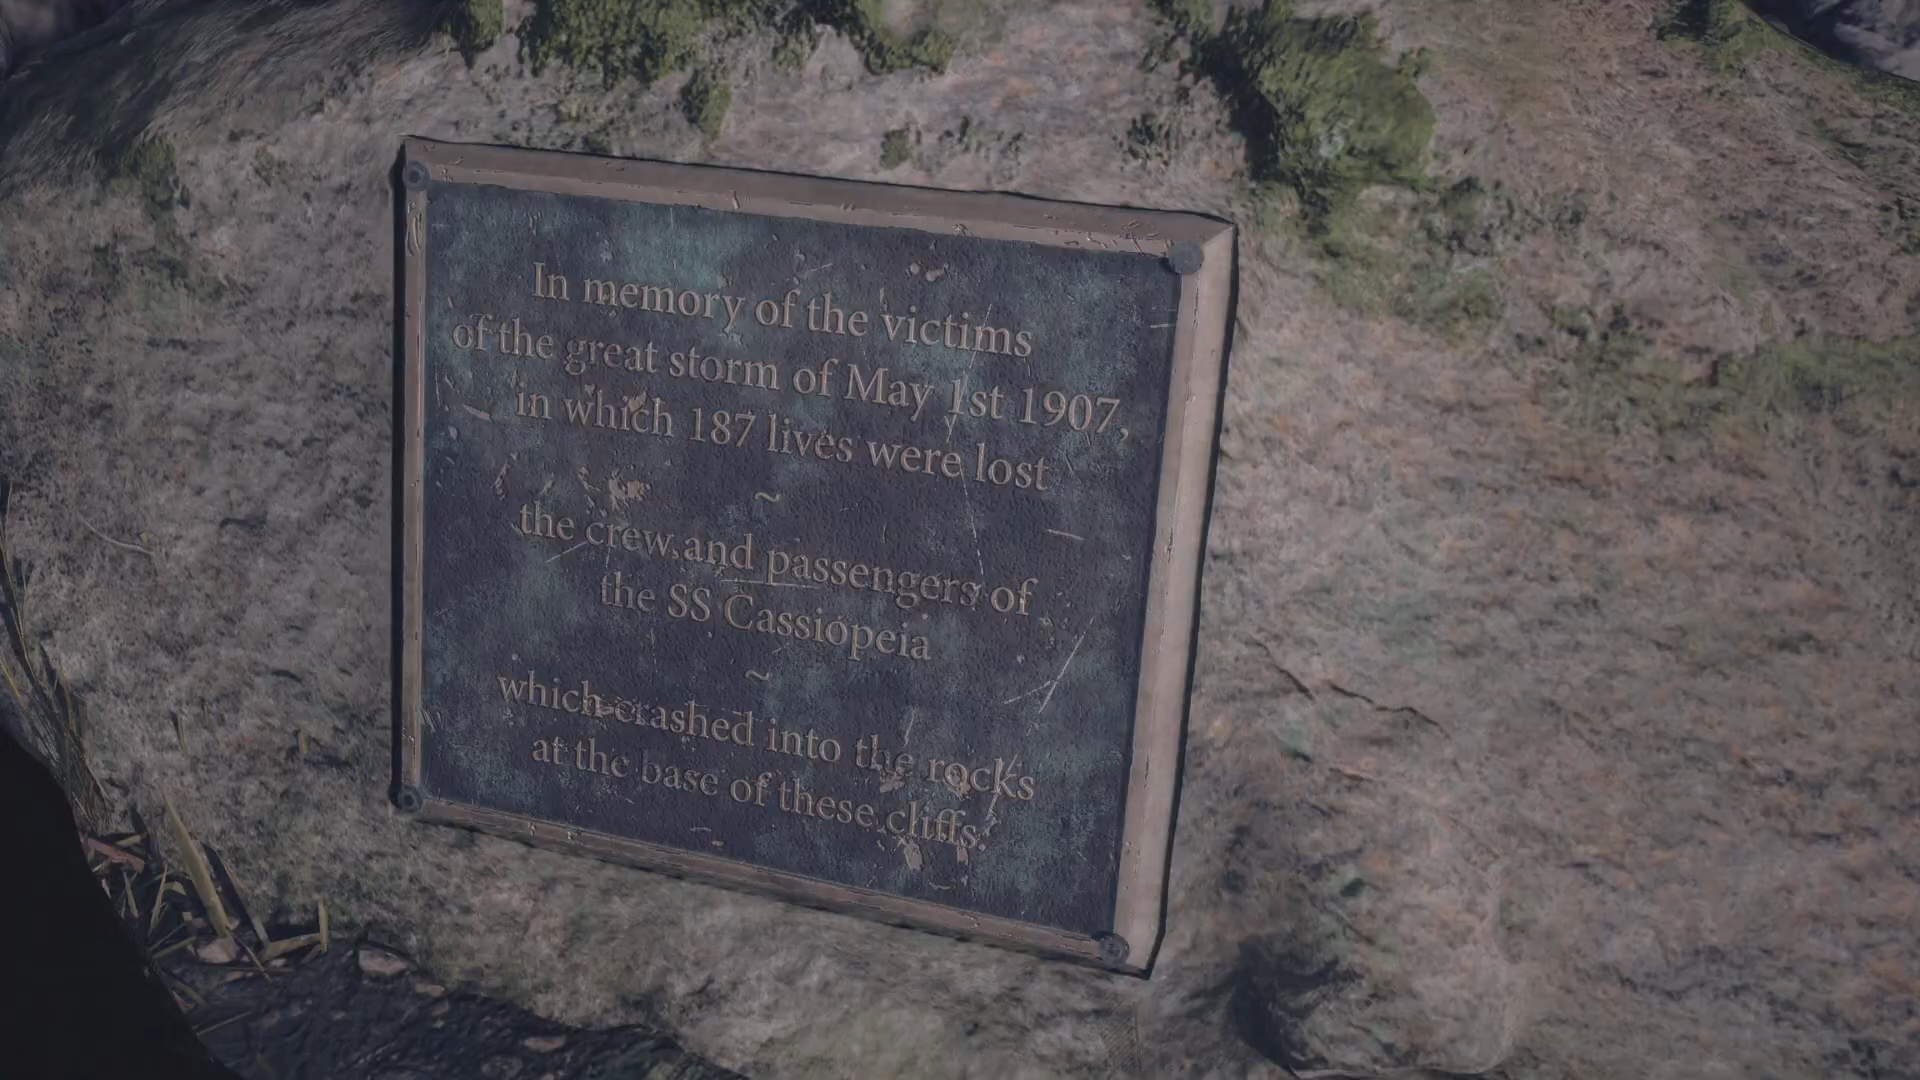 In memory of the victims
of the great storm of May 1st 1907,
in which 187 lives were lost
~
the crew and passengers of
the SS Cassiopeia
~
which crashed into the rocks
at the base of these cliffs.